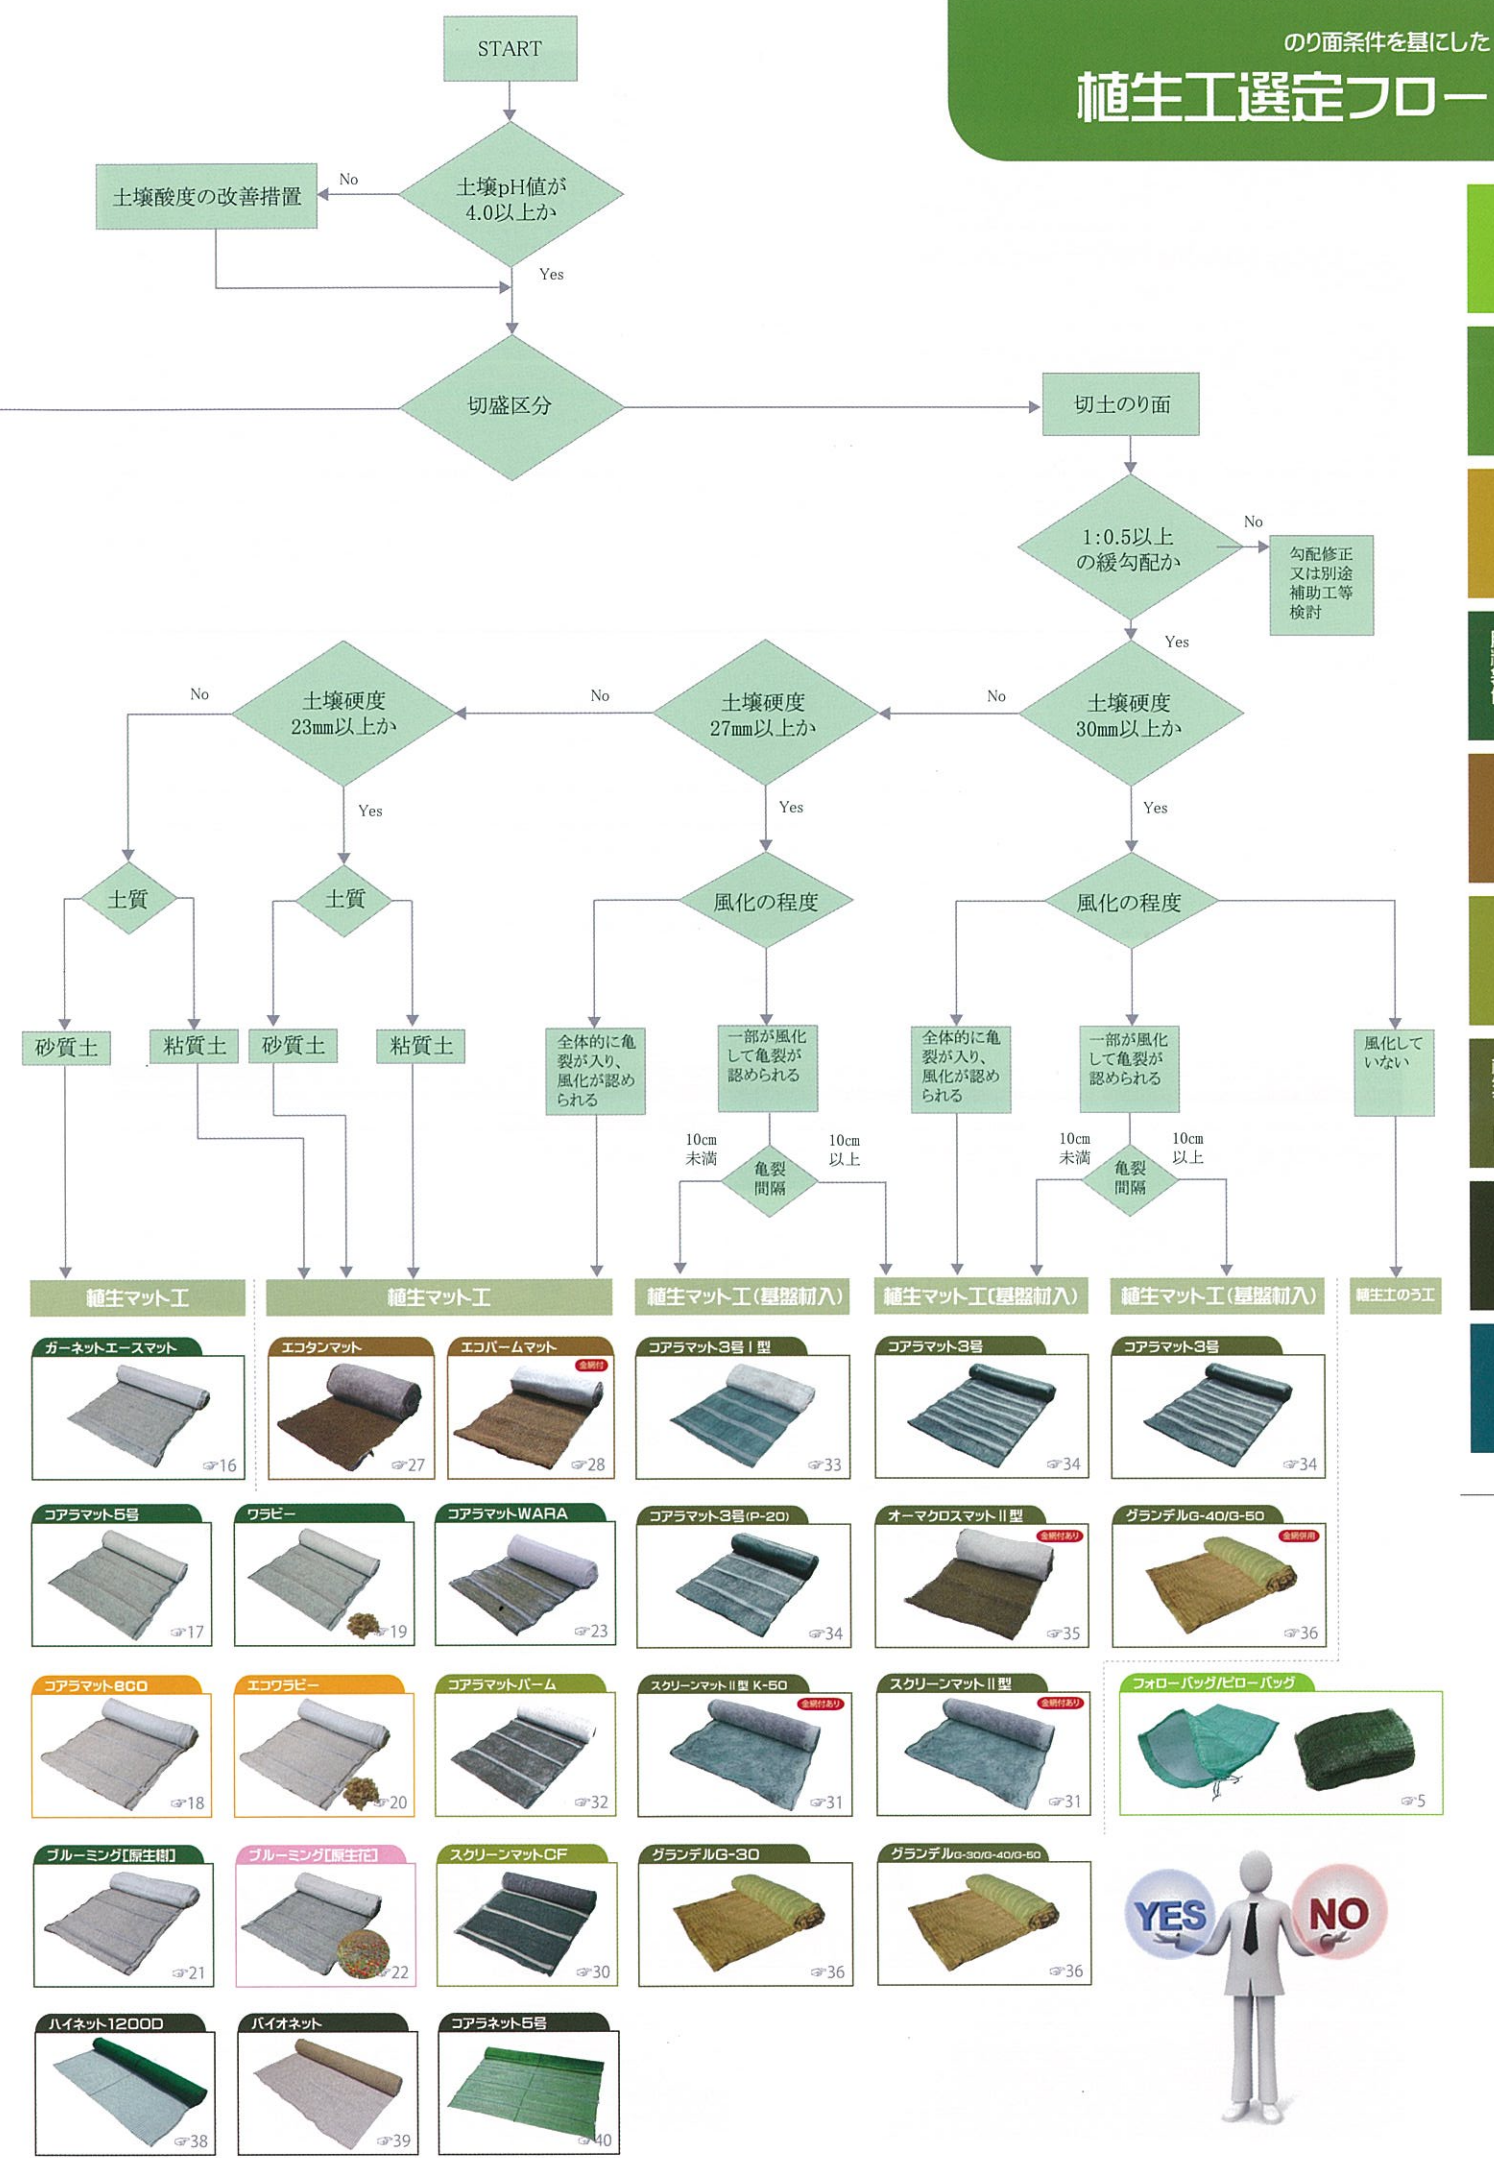 のり面条件を基にした
植生工選定フロー
START
土壌pH値が
4.0以上か
No
土壌酸度の改善措置
Yes
切盛区分
切土のり面
1:0.5以上
の緩勾配か
No
勾配修正
又は別途
補助工等
検討
Yes
土壌硬度
30mm以上か
No
土壌硬度
27mm以上か
No
土壌硬度
23mm以上か
No
Yes
Yes
Yes
土質
土質
風化の程度
風化の程度
砂質土
粘質土
砂質土
粘質土
全体的に亀
裂が入り、
風化が認め
られる
一部が風化
して亀裂が
認められる
全体的に亀
裂が入り、
風化が認め
られる
一部が風化
して亀裂が
認められる
風化して
いない
10cm
未満
亀裂
間隔
10cm
以上
10cm
未満
亀裂
間隔
10cm
以上
植生マット工
植生マット工
植生マット工(基盤材入)
植生マット工(基盤材入)
植生マット工(基盤材入)
植生土のう工
ガーネットエースマット
☞16
エコタンマット
☞27
エコパームマット
金網付
☞28
コアラマット3号Ⅰ型
☞33
コアラマット3号
☞34
コアラマット3号
☞34
コアラマット5号
☞17
ワラビー
☞19
コアラマットWARA
☞23
コアラマット3号(P-20)
☞34
オーマクロスマットⅡ型
金網付あり
☞35
グランデルG-40/G-50
金網併用
☞36
コアラマットeco
☞18
エコワラビー
☞20
コアラマットパーム
☞32
スクリーンマットⅡ型 K-50
金網付あり
☞31
スクリーンマットⅡ型
金網付あり
☞31
フォローバッグ/ピローバッグ
☞5
ブルーミング[原生樹]
☞21
ブルーミング[原生花]
☞22
スクリーンマットCF
☞30
グランデルG-30
☞36
グランデルG-30/G-40/G-50
☞36
YES
NO
ハイネット1200D
☞38
バイオネット
☞39
コアラネット5号
☞40